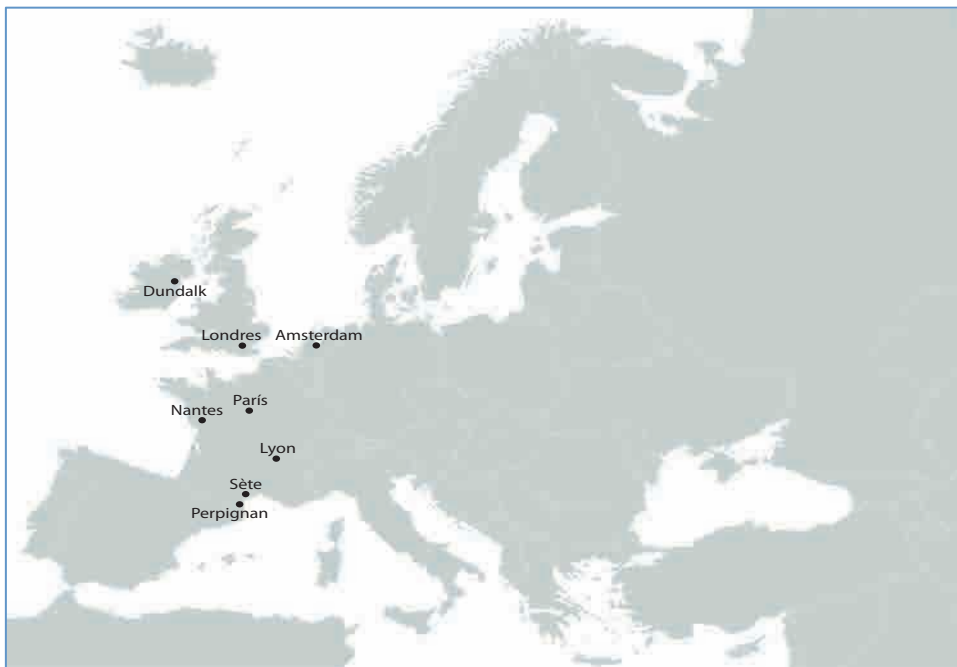 Dundalk
Londres
Amsterdam
París
Nantes
Lyon
Sète
Perpignan